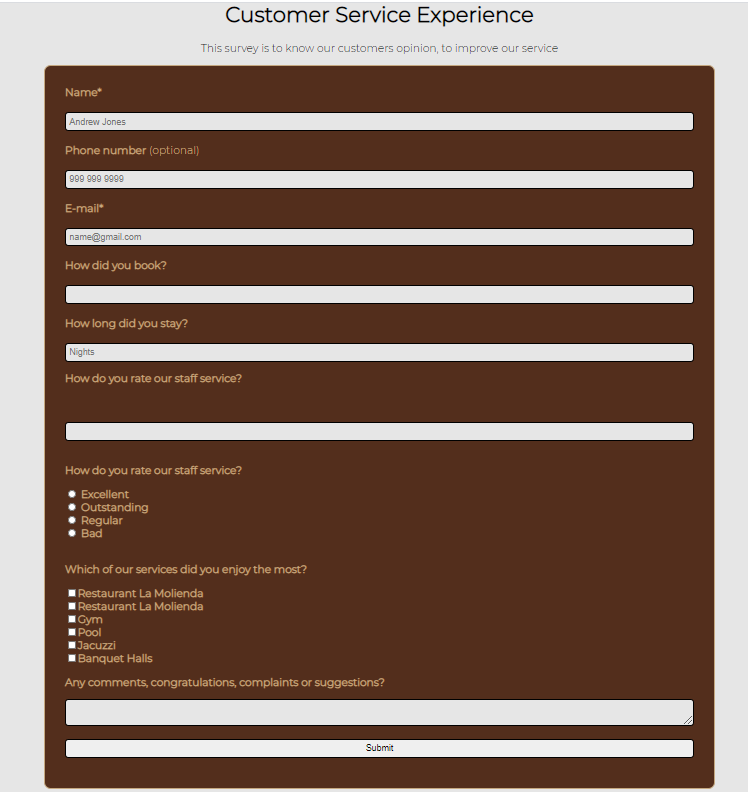 Customer Service Experience
This survey is to know our customers opinion, to improve our service
Name*
Andrew Jones
Phone number (optional)
999 999 9999
E-mail*
name@gmail.com
How did you book?
How long did you stay?
Nights
How do you rate our staff service?
How do you rate our staff service?
Excellent
Outstanding
Regular
Bad
Which of our services did you enjoy the most?
Restaurant La Molienda
Restaurant La Molienda
Gym
Pool
Jacuzzi
Banquet Halls
Any comments, congratulations, complaints or suggestions?
Submit